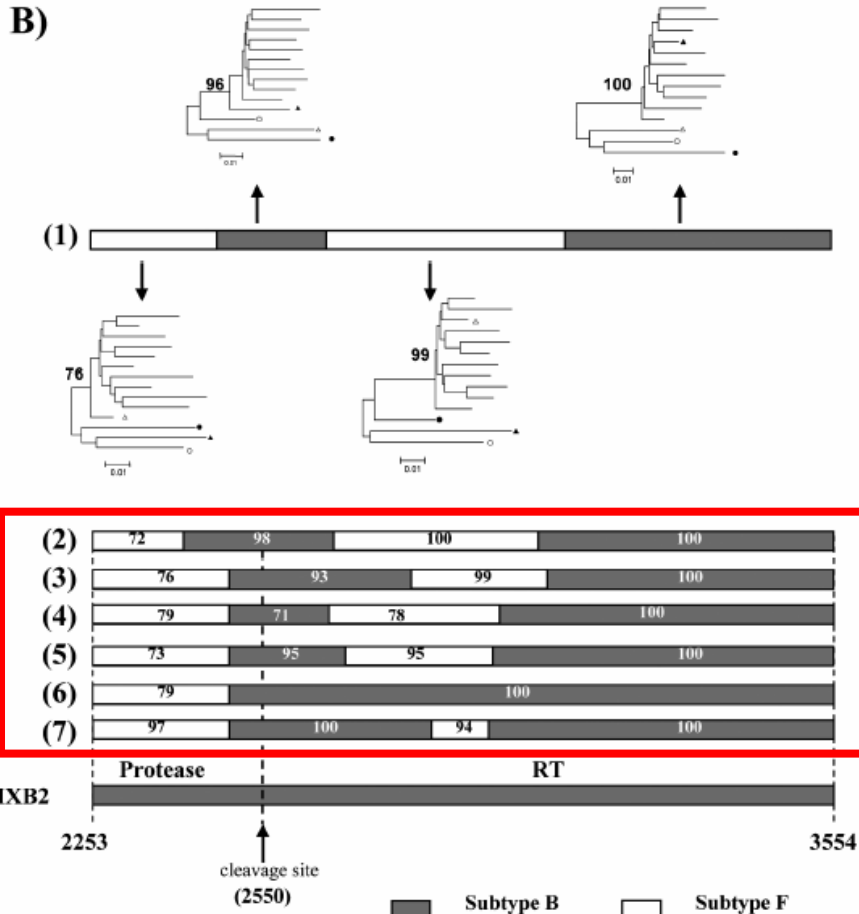 B)
96
0.01
100
0.01
(1)
76
0.01
99
0.01
(2) 72 98 100 100
(3) 76 93 99 100
(4) 79 71 78 100
(5) 73 95 95 100
(6) 79 100
(7) 97 100 94 100
Protease RT
HXB2
2253 3554
cleavage site
(2550)
Subtype B Subtype F